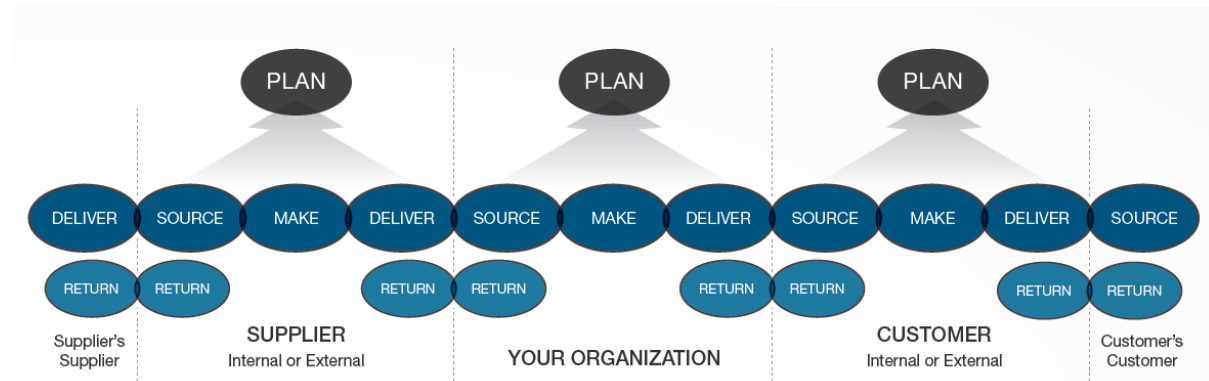 PLAN PLAN PLAN
DELIVER SOURCE MAKE DELIVER SOURCE MAKE DELIVER SOURCE MAKE DELIVER SOURCE
RETURN RETURN RETURN RETURN RETURN RETURN RETURN RETURN
Supplier's
Supplier
SUPPLIER
Internal or External
YOUR ORGANIZATION
CUSTOMER
Internal or External
Customer's
Customer